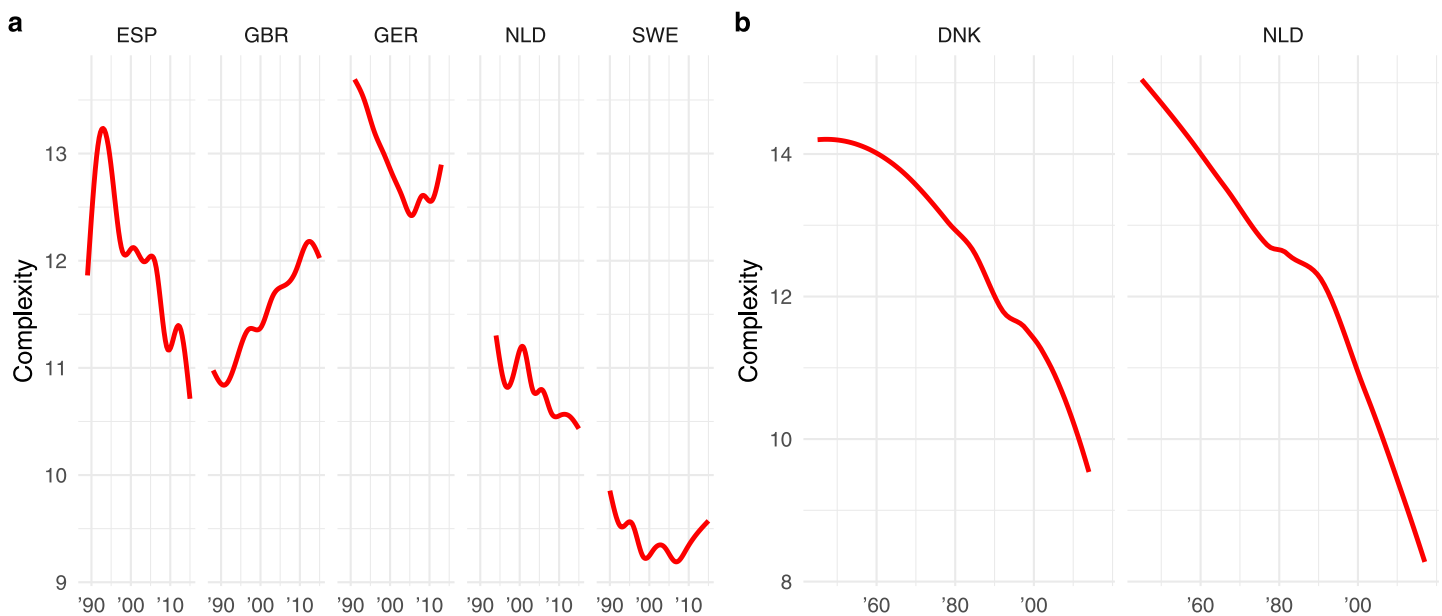 a
ESP GBR GER NLD SWE
Complexity
13
12
11
10
9
’90 ’00 ’10 ’90 ’00 ’10 ’90 ’00 ’10 ’90 ’00 ’10 ’90 ’00 ’10
b
DNK NLD
Complexity
14
12
10
8
’60 ’80 ’00 ’60 ’80 ’00